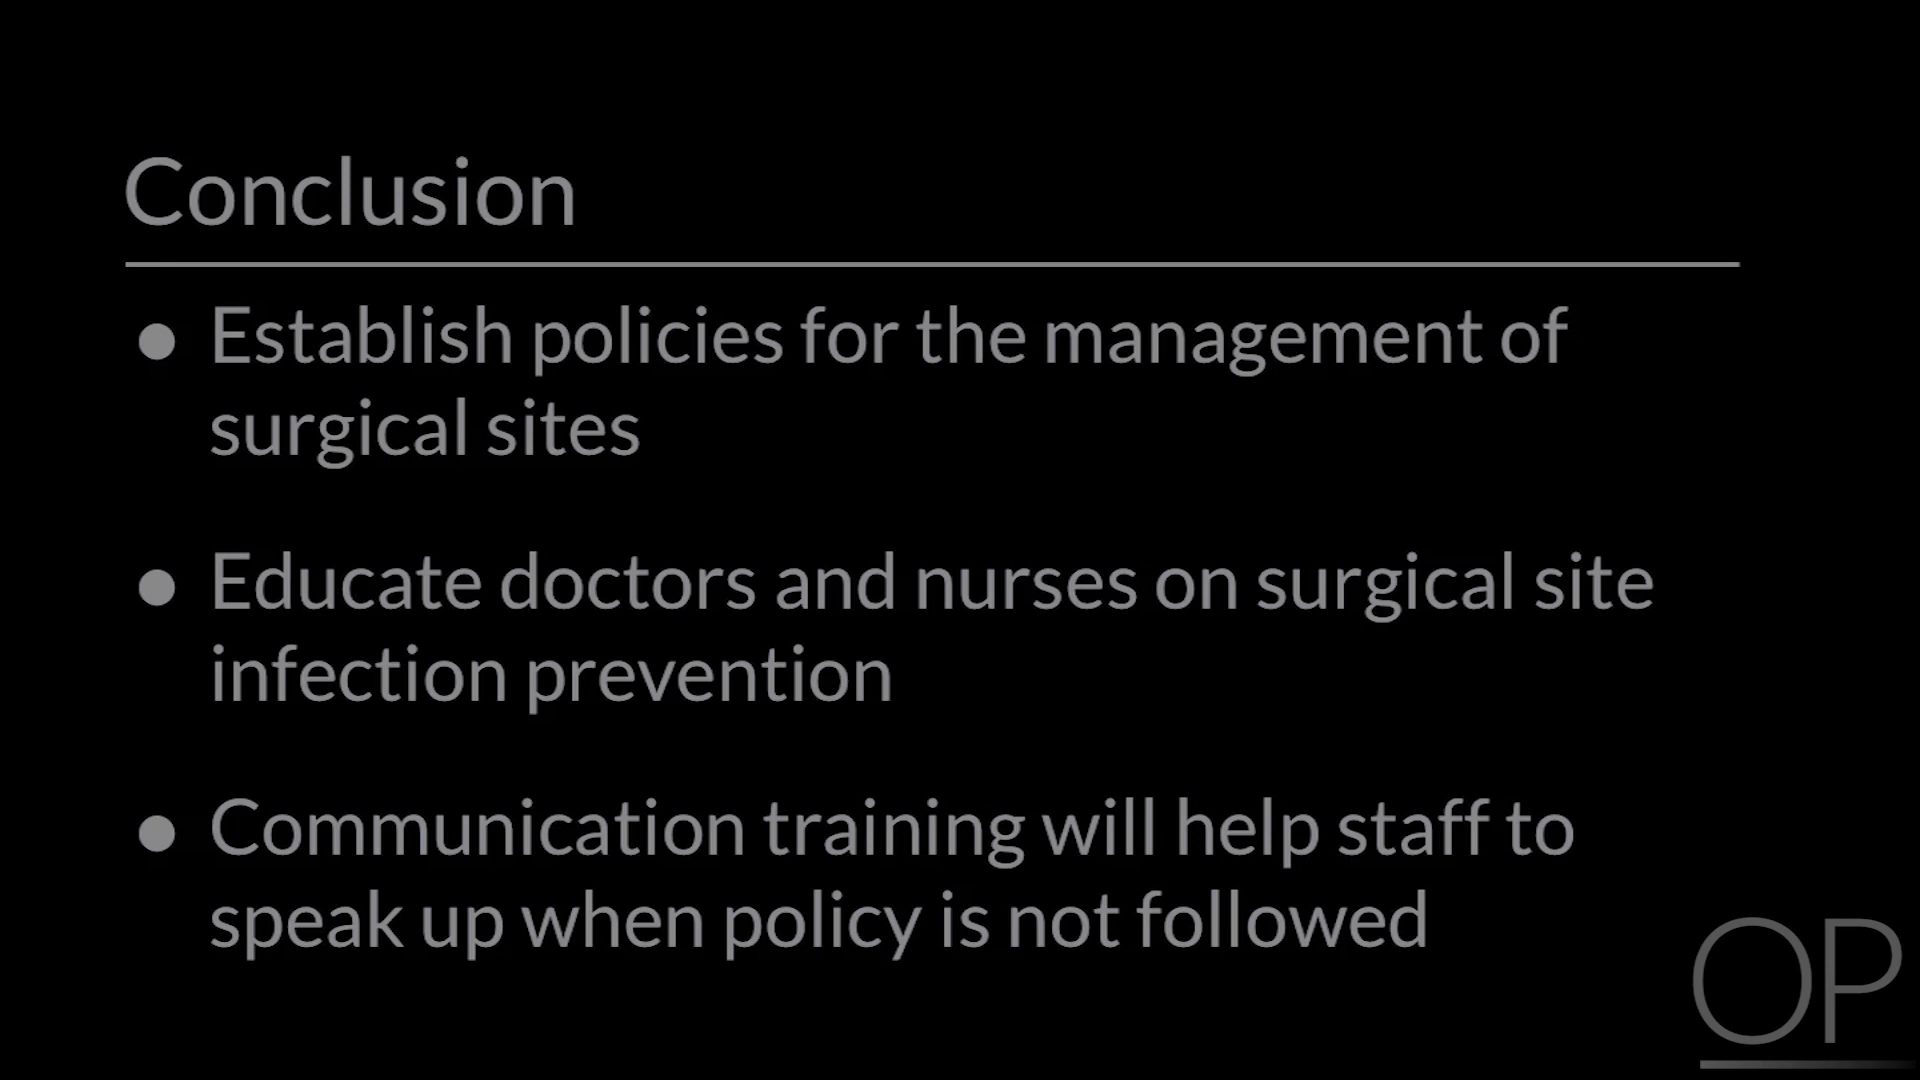 Conclusion
● Establish policies for the management of
surgical sites
● Educate doctors and nurses on surgical site
infection prevention
● Communication training will help staff to
speak up when policy is not followed
OP